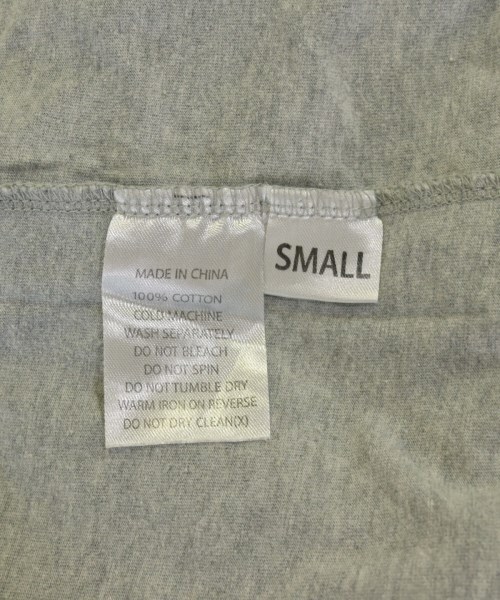 MADE IN CHINA
100% COTTON
COLD MACHINE
WASH SEPARATELY
DO NOT BLEACH
DO NOT SPIN
DO NOT TUMBLE DRY
WARM IRON ON REVERSE
DO NOT DRY CLEAN(X)
SMALL